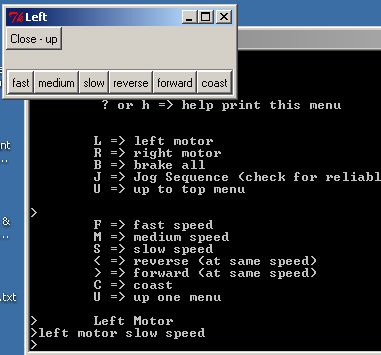 Left
Close - up
fast medium slow reverse forward coast
? or h => help print this menu
L => left motor
R => right motor
B => brake all
J => Jog Sequence (check for reliabl
U => up to top menu
>
F => fast speed
M => medium speed
S => slow speed
< => reverse (at same speed)
> => forward (at same speed)
C => coast
U => up one menu
> Left Motor
>left motor slow speed
>
nt
..
&
..
.txt